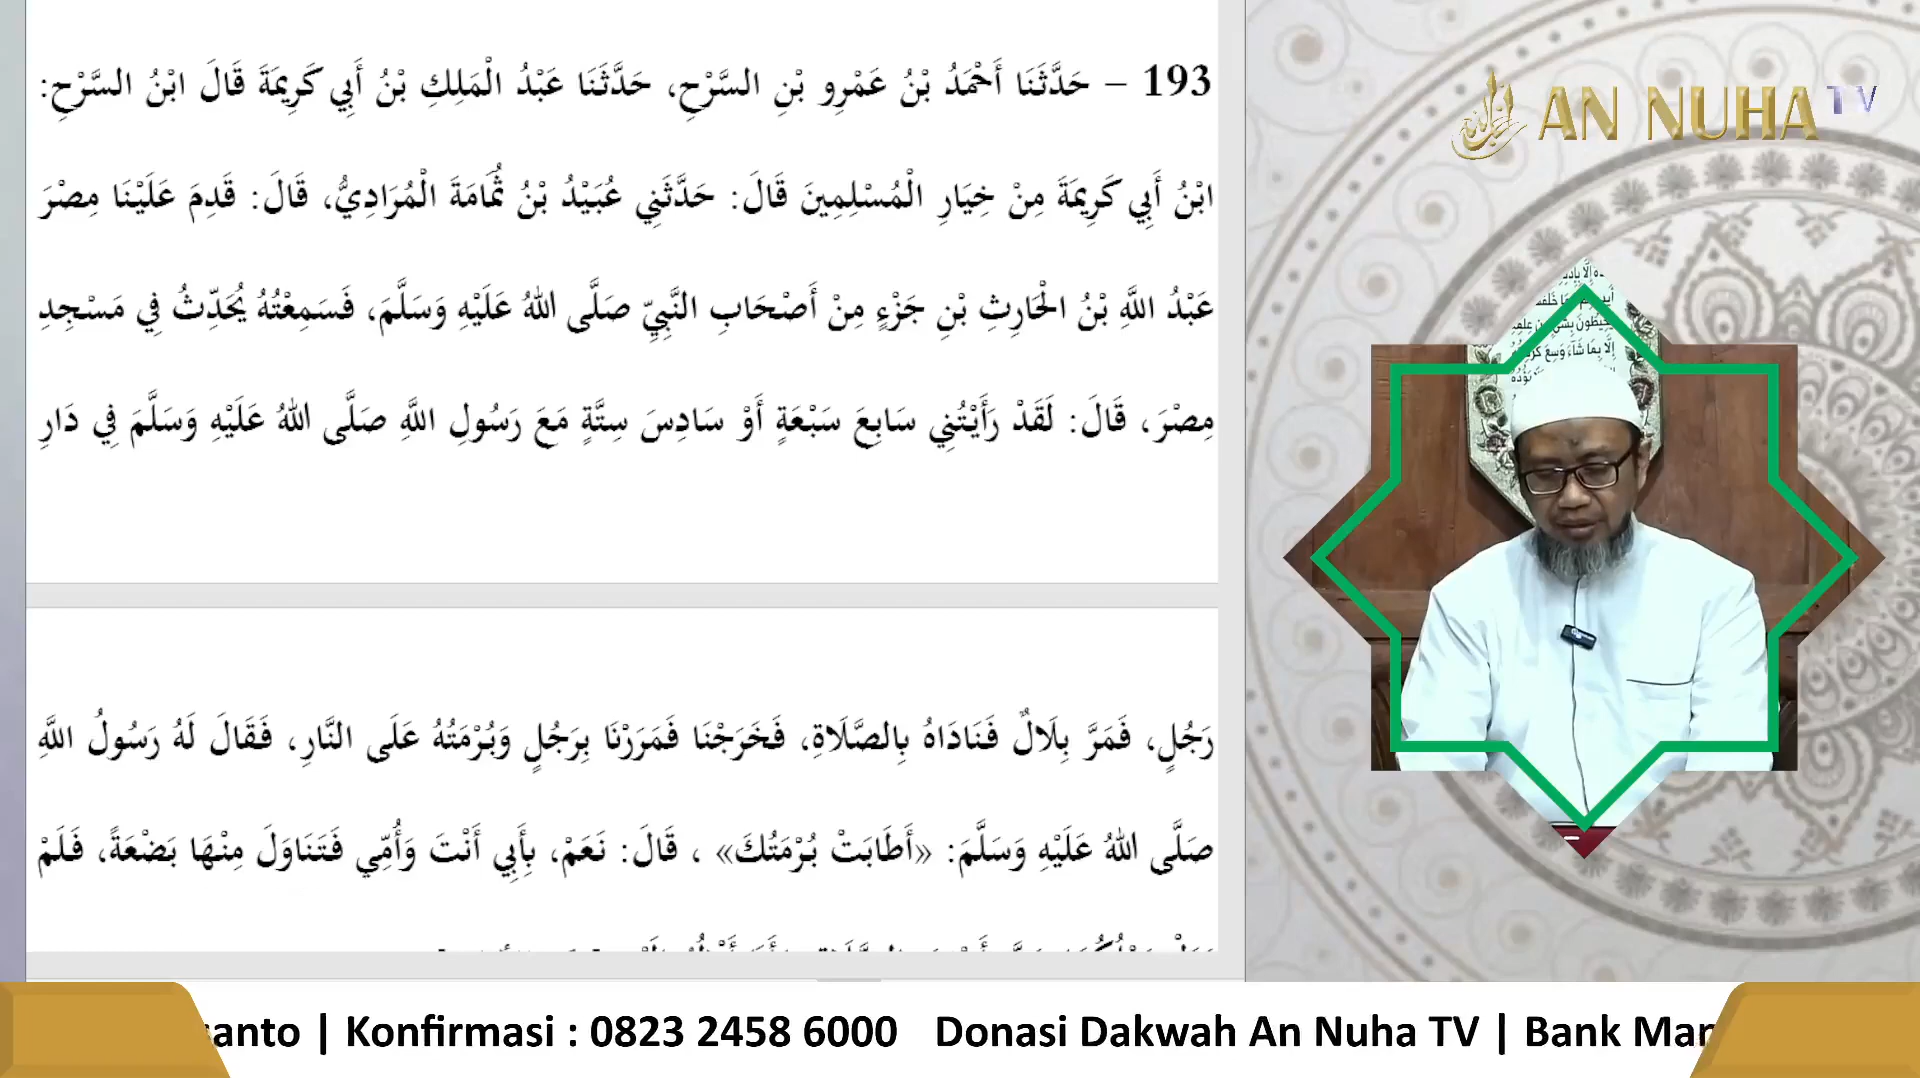 193 – حَدَّثَنَا أَحْمَدُ بْنُ عَمْرِو بْنِ السَّرْحِ، حَدَّثَنَا عَبْدُ الْمَلِكِ بْنُ أَبِي كَرِيمَةَ قَالَ ابْنُ السَّرْحِ:
ابْنُ أَبِي كَرِيمَةَ مِنْ خِيَارِ الْمُسْلِمِينَ قَالَ: حَدَّثَنِي عُبَيْدُ بْنُ ثُمَامَةَ الْمُرَادِيُّ، قَالَ: قَدِمَ عَلَيْنَا مِصْرَ
عَبْدُ اللَّهِ بْنُ الْحَارِثِ بْنِ جَزْءٍ مِنْ أَصْحَابِ النَّبِيِّ صَلَّى اللهُ عَلَيْهِ وَسَلَّمَ، فَسَمِعْتُهُ يُحَدِّثُ فِي مَسْجِدِ
مِصْرَ، قَالَ: لَقَدْ رَأَيْتُنِي سَابِعَ سَبْعَةٍ أَوْ سَادِسَ سِتَّةٍ مَعَ رَسُولِ اللَّهِ صَلَّى اللهُ عَلَيْهِ وَسَلَّمَ فِي دَارِ
رَجُلٍ، فَمَرَّ بِلَالٌ فَنَادَاهُ بِالصَّلَاةِ، فَخَرَجْنَا فَمَرَرْنَا بِرَجُلٍ وَبُرْمَتُهُ عَلَى النَّارِ، فَقَالَ لَهُ رَسُولُ اللَّهِ
صَلَّى اللهُ عَلَيْهِ وَسَلَّمَ: «أَطَابَتْ بُرْمَتُكَ» ، قَالَ: نَعَمْ، بِأَبِي أَنْتَ وَأُمِّي فَتَنَاوَلَ مِنْهَا بَضْعَةً، فَلَمْ
AN NUHA TV
santo | Konfirmasi : 0823 2458 6000 Donasi Dakwah An Nuha TV | Bank